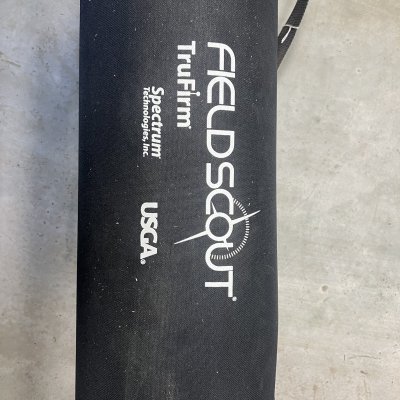 FIELDSCOUT®
TruFirm®
Spectrum®
Technologies, Inc.
USGA®